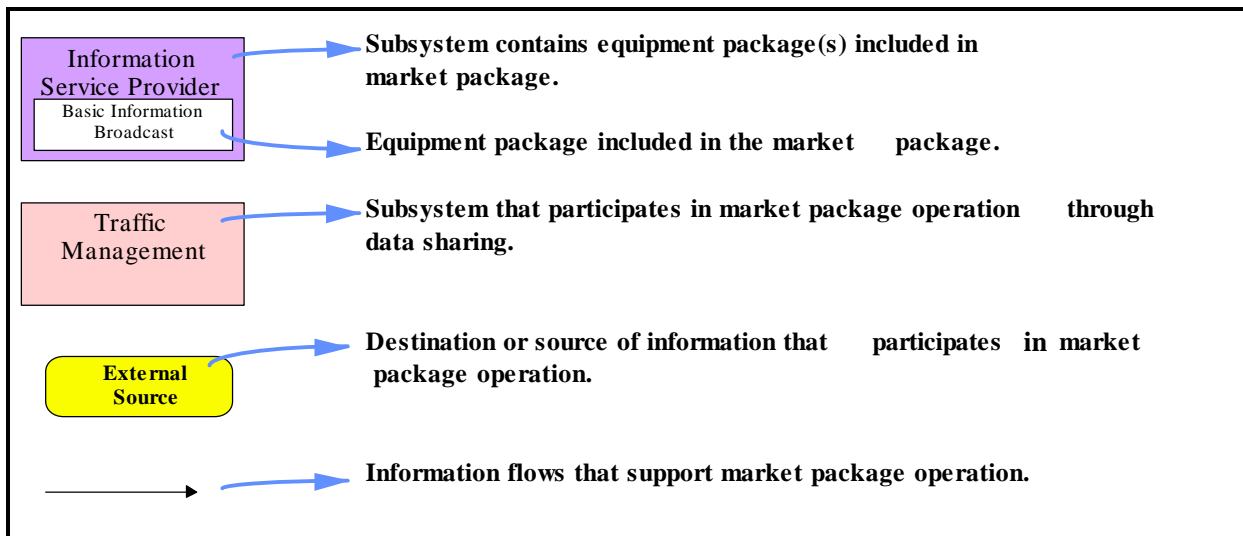 Information
Service Provider
Basic Information
Broadcast
Subsystem contains equipment package(s) included in
market package.
Equipment package included in the market package.
Traffic
Management
Subsystem that participates in market package operation through
data sharing.
External
Source
Destination or source of information that participates in market
package operation.
Information flows that support market package operation.